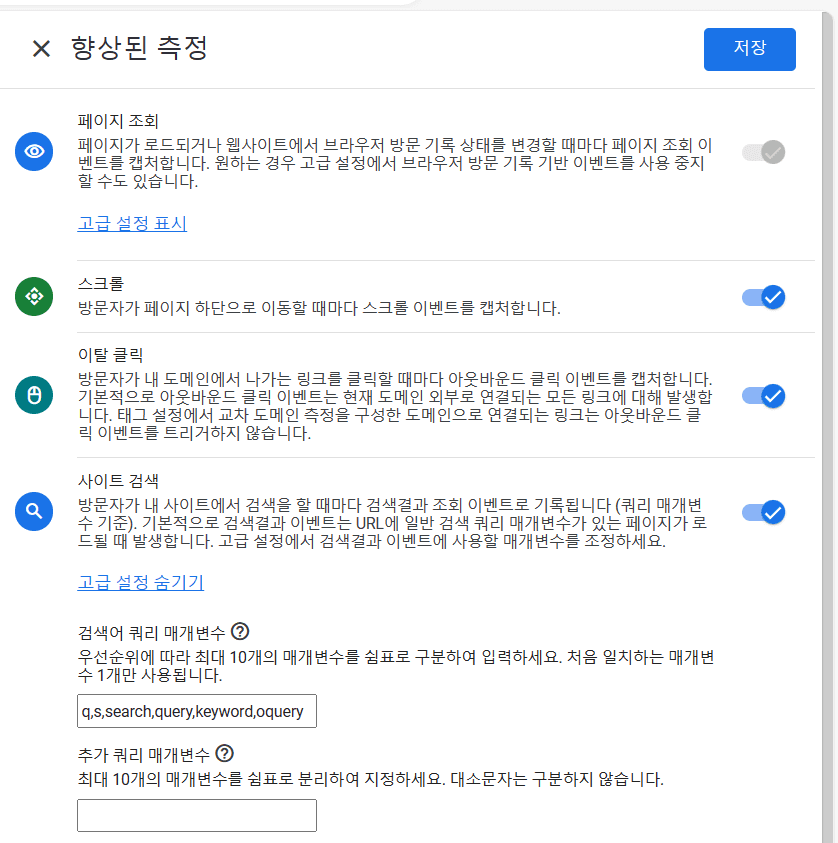 향상된 측정
저장
페이지 조회
페이지가 로드되거나 웹사이트에서 브라우저 방문 기록 상태를 변경할 때마다 페이지 조회 이
벤트를 캡처합니다. 원하는 경우 고급 설정에서 브라우저 방문 기록 기반 이벤트를 사용 중지
할 수도 있습니다.
고급 설정 표시
스크롤
방문자가 페이지 하단으로 이동할 때마다 스크롤 이벤트를 캡처합니다.
이탈 클릭
방문자가 내 도메인에서 나가는 링크를 클릭할 때마다 아웃바운드 클릭 이벤트를 캡처합니다.
기본적으로 아웃바운드 클릭 이벤트는 현재 도메인 외부로 연결되는 모든 링크에 대해 발생합
니다. 태그 설정에서 교차 도메인 측정을 구성한 도메인으로 연결되는 링크는 아웃바운드 클
릭 이벤트를 트리거하지 않습니다.
사이트 검색
방문자가 내 사이트에서 검색을 할 때마다 검색결과 조회 이벤트로 기록됩니다 (쿼리 매개변
수 기준). 기본적으로 검색결과 이벤트는 URL에 일반 검색 쿼리 매개변수가 있는 페이지가 로
드될 때 발생합니다. 고급 설정에서 검색결과 이벤트에 사용할 매개변수를 조정하세요.
고급 설정 숨기기
검색어 쿼리 매개변수
우선순위에 따라 최대 10개의 매개변수를 쉼표로 구분하여 입력하세요. 처음 일치하는 매개변
수 1개만 사용됩니다.
q,s,search,query,keyword,oquery
추가 쿼리 매개변수
최대 10개의 매개변수를 쉼표로 분리하여 지정하세요. 대소문자는 구분하지 않습니다.